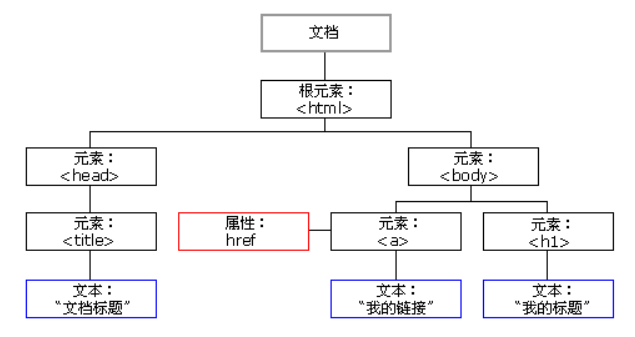 文档
根元素：
<html>
元素：
<head>
元素：
<body>
元素：
<title>
属性：
href
元素：
<a>
元素：
<h1>
文本：
“文档标题”
文本：
“我的链接”
文本：
“我的标题”